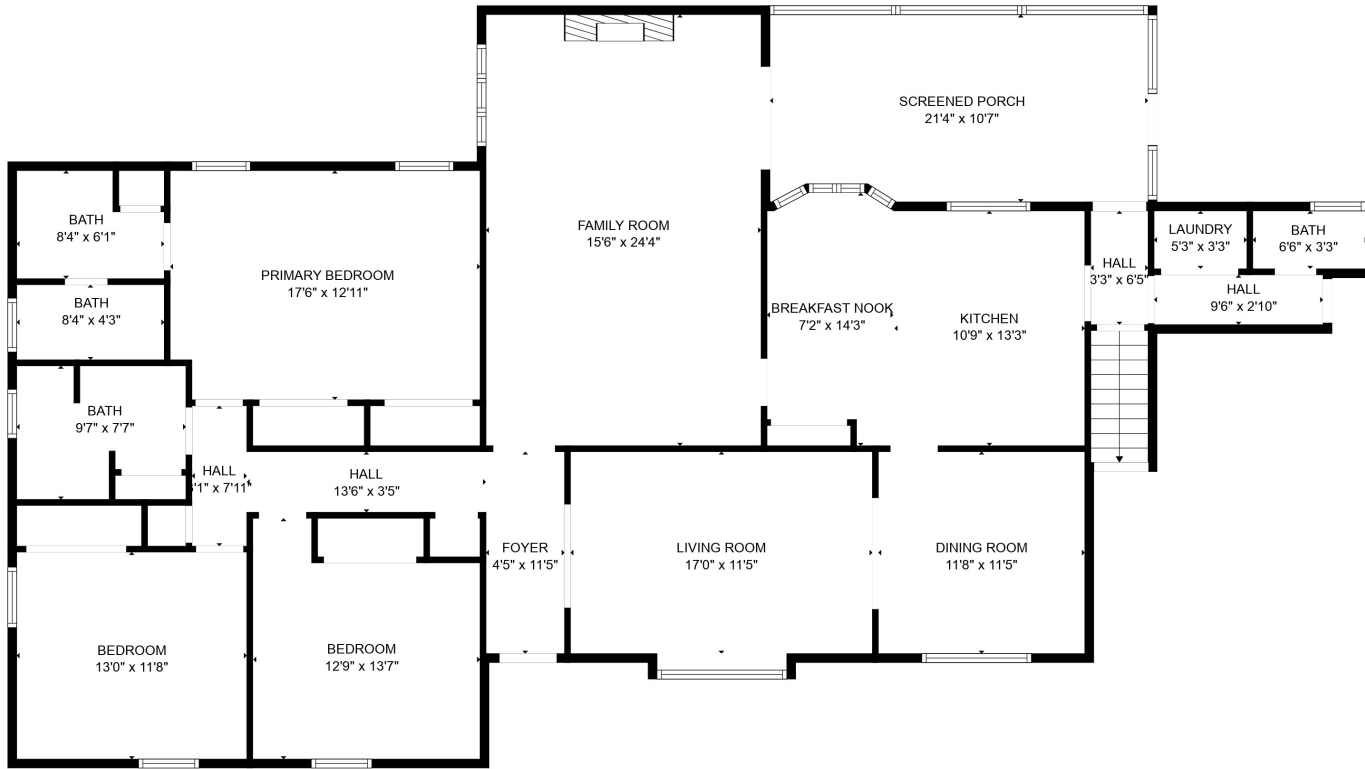 SCREENED PORCH
21'4" x 10'7"
FAMILY ROOM
15'6" x 24'4"
BATH
8'4" x 6'1"
PRIMARY BEDROOM
17'6" x 12'11"
LAUNDRY
5'3" x 3'3"
BATH
6'6" x 3'3"
HALL
3'3" x 6'5"
HALL
9'6" x 2'10"
BATH
8'4" x 4'3"
BREAKFAST NOOK
7'2" x 14'3"
KITCHEN
10'9" x 13'3"
BATH
9'7" x 7'7"
HALL
'1" x 7'11"
HALL
13'6" x 3'5"
FOYER
4'5" x 11'5"
LIVING ROOM
17'0" x 11'5"
DINING ROOM
11'8" x 11'5"
BEDROOM
13'0" x 11'8"
BEDROOM
12'9" x 13'7"